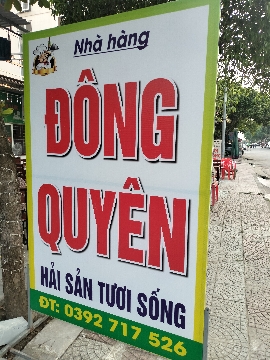 Nhà hàng
ĐÔNG
QUYÊN
HẢI SẢN TƯƠI SỐNG
ĐT: 0392 717 526